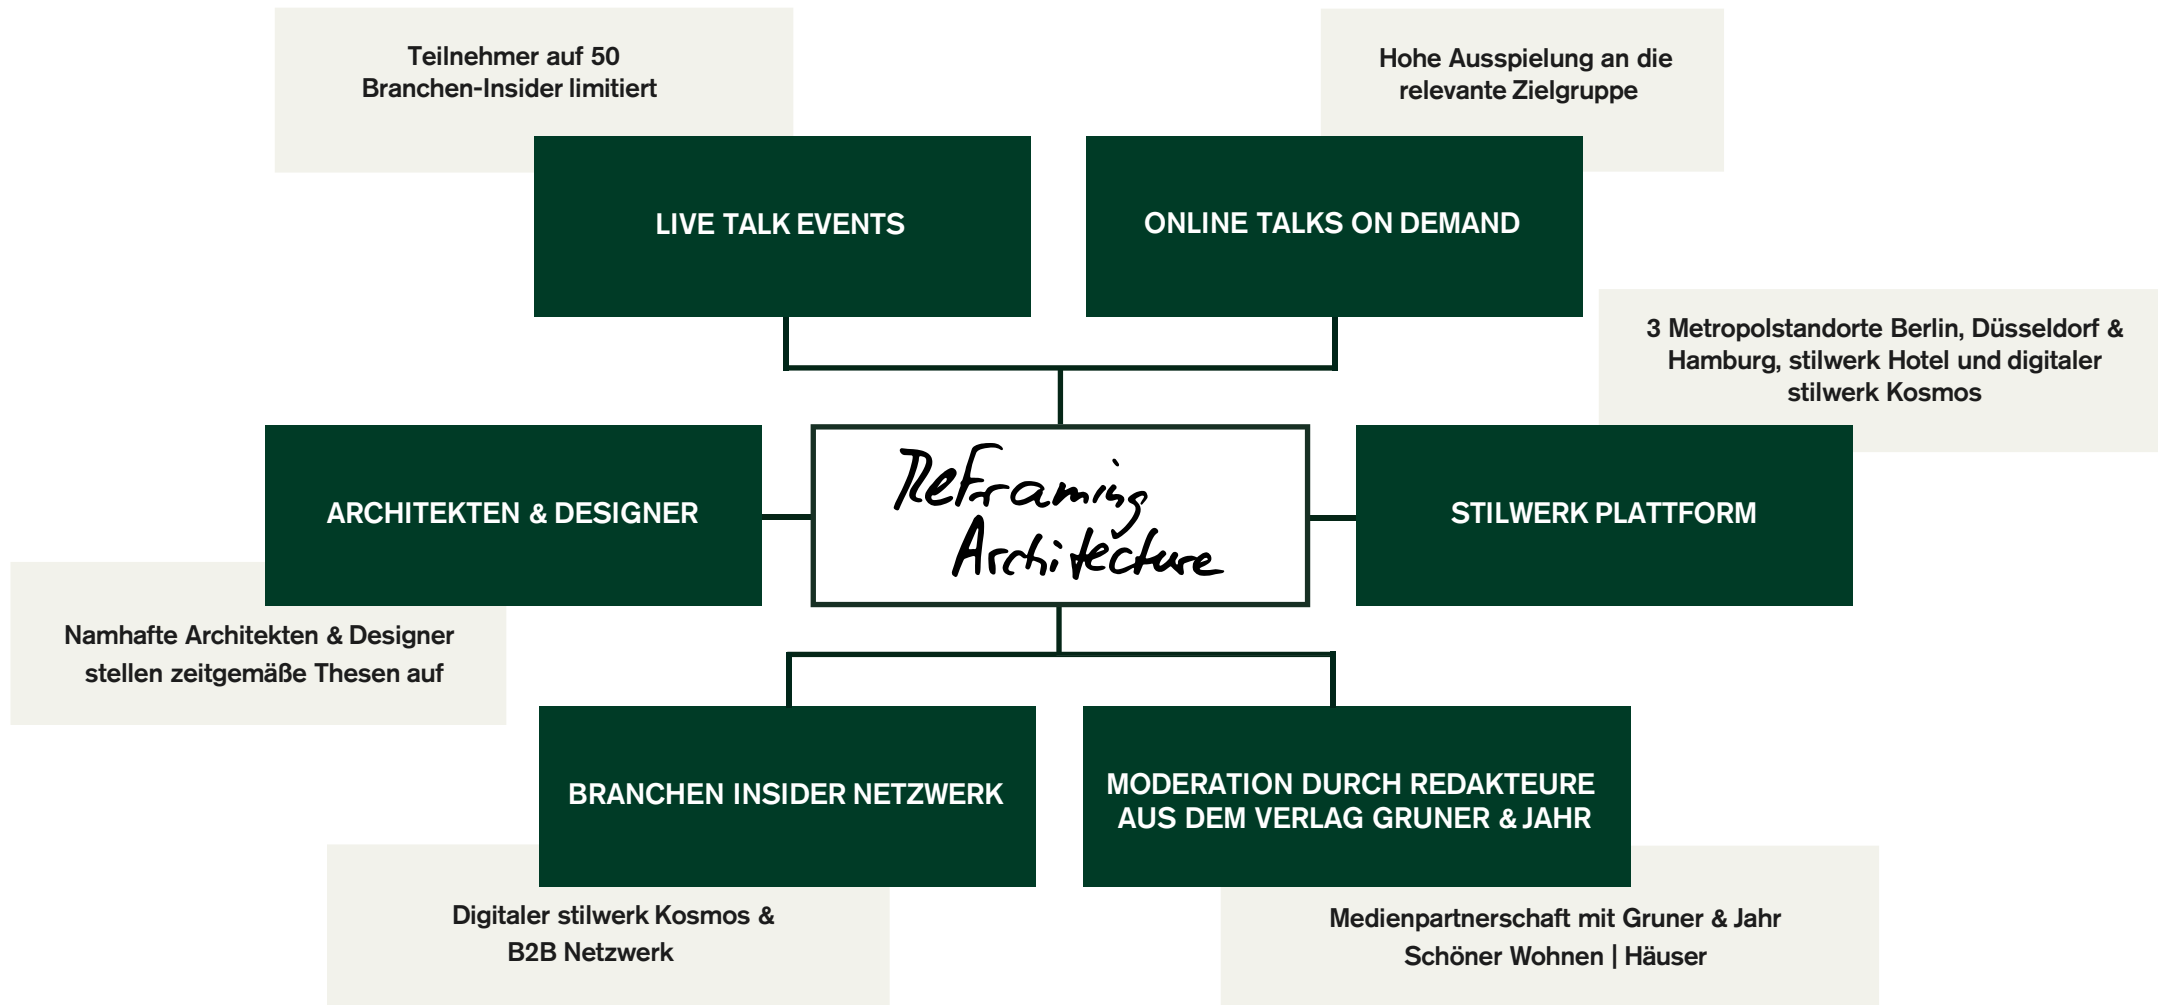 Teilnehmer auf 50
Branchen-Insider limitiert
Hohe Ausspielung an die
relevante Zielgruppe
LIVE TALK EVENTS
ONLINE TALKS ON DEMAND
3 Metropolstandorte Berlin, Düsseldorf &
Hamburg, stilwerk Hotel und digitaler
stilwerk Kosmos
ARCHITEKTEN & DESIGNER
ReFraming
Architecture
STILWERK PLATTFORM
Namhafte Architekten & Designer
stellen zeitgemäße Thesen auf
BRANCHEN INSIDER NETZWERK
MODERATION DURCH REDAKTEURE
AUS DEM VERLAG GRUNER & JAHR
Digitaler stilwerk Kosmos &
B2B Netzwerk
Medienpartnerschaft mit Gruner & Jahr
Schöner Wohnen | Häuser